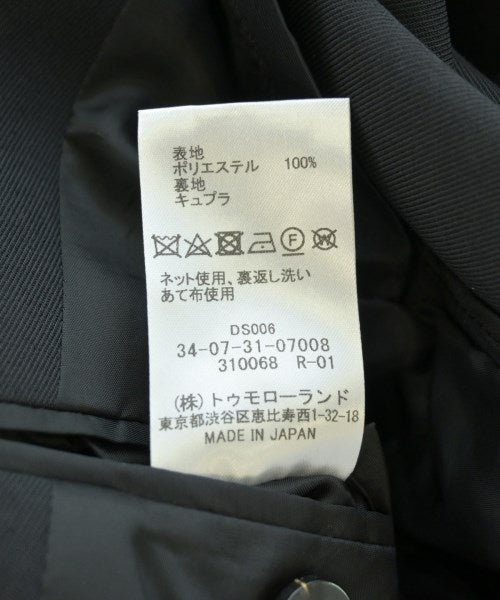 表地
ポリエステル 100%
裏地
キュプラ
F W
ネット使用、裏返し洗い
あて布使用
DS006
34-07-31-07008
310068 R-01
(株)トゥモローランド
東京都渋谷区恵比寿西1-32-18
MADE IN JAPAN